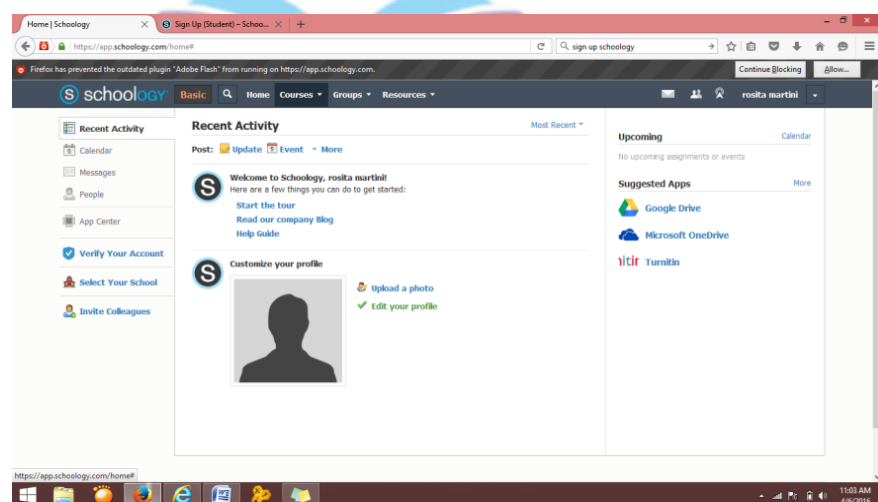 Home | Schoology
Sign Up (Student) – Schoo...
https://app.schoology.com/home#
sign up schoology
Firefox has prevented the outdated plugin "Adobe Flash" from running on https://app.schoology.com.
Continue Blocking
Allow...
S schoology Basic Home Courses Groups Resources rosita martini
Recent Activity
Calendar
9
Messages
People
App Center
Verify Your Account
Select Your School
Invite Colleagues
Recent Activity
Most Recent
Post: Update Event More
S
Welcome to Schoology, rosita martini!
Here are a few things you can do to get started:
Start the tour
Read our company Blog
Help Guide
S
Customize your profile
Upload a photo
Edit your profile
Upcoming
Calendar
No upcoming assignments or events
Suggested Apps
More
Google Drive
Microsoft OneDrive
Turnitin
https://app.schoology.com/home#
11:03 AM
4/6/2016